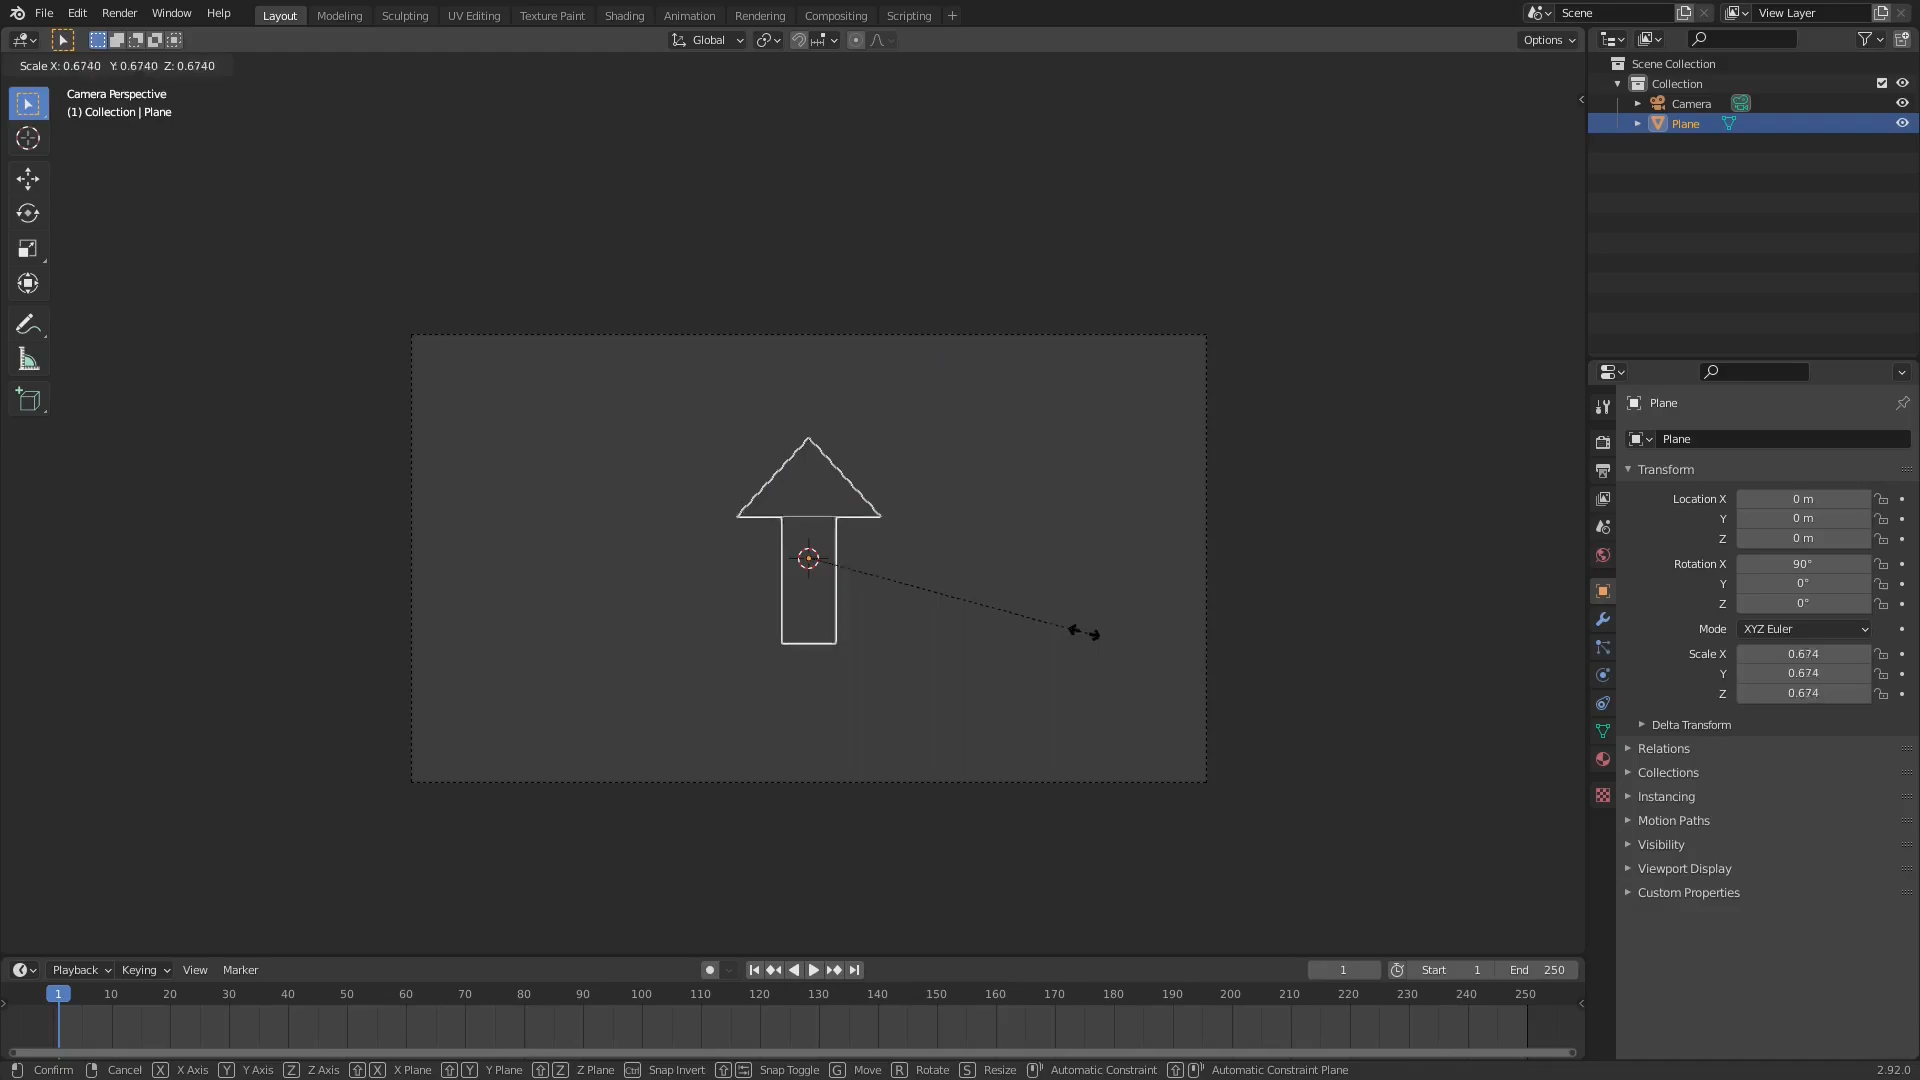 File Edit Render Window Help Layout Modeling Sculpting UV Editing Texture Paint Shading Animation Rendering Compositing Scripting Scene View Layer
Global Options
Scale X: 0.6740 Y: 0.6740 Z: 0.6740
Camera Perspective
(1) Collection | Plane
Scene Collection
Collection
Camera
Plane
Plane
Plane
Transform
Location X 0 m
Y 0 m
Z 0 m
Rotation X 90°
Y 0°
Z 0°
Mode XYZ Euler
Scale X 0.674
Y 0.674
Z 0.674
Delta Transform
Relations
Collections
Instancing
Motion Paths
Visibility
Viewport Display
Custom Properties
Playback Keying View Marker 1 Start 1 End 250
1 10 20 30 40 50 60 70 80 90 100 110 120 130 140 150 160 170 180 190 200 210 220 230 240 250
Confirm Cancel X X Axis Y Y Axis Z Z Axis X X Plane Y Y Plane Z Z Plane Ctrl Snap Invert Snap Toggle G Move R Rotate S Resize Automatic Constraint Automatic Constraint Plane 2.92.0